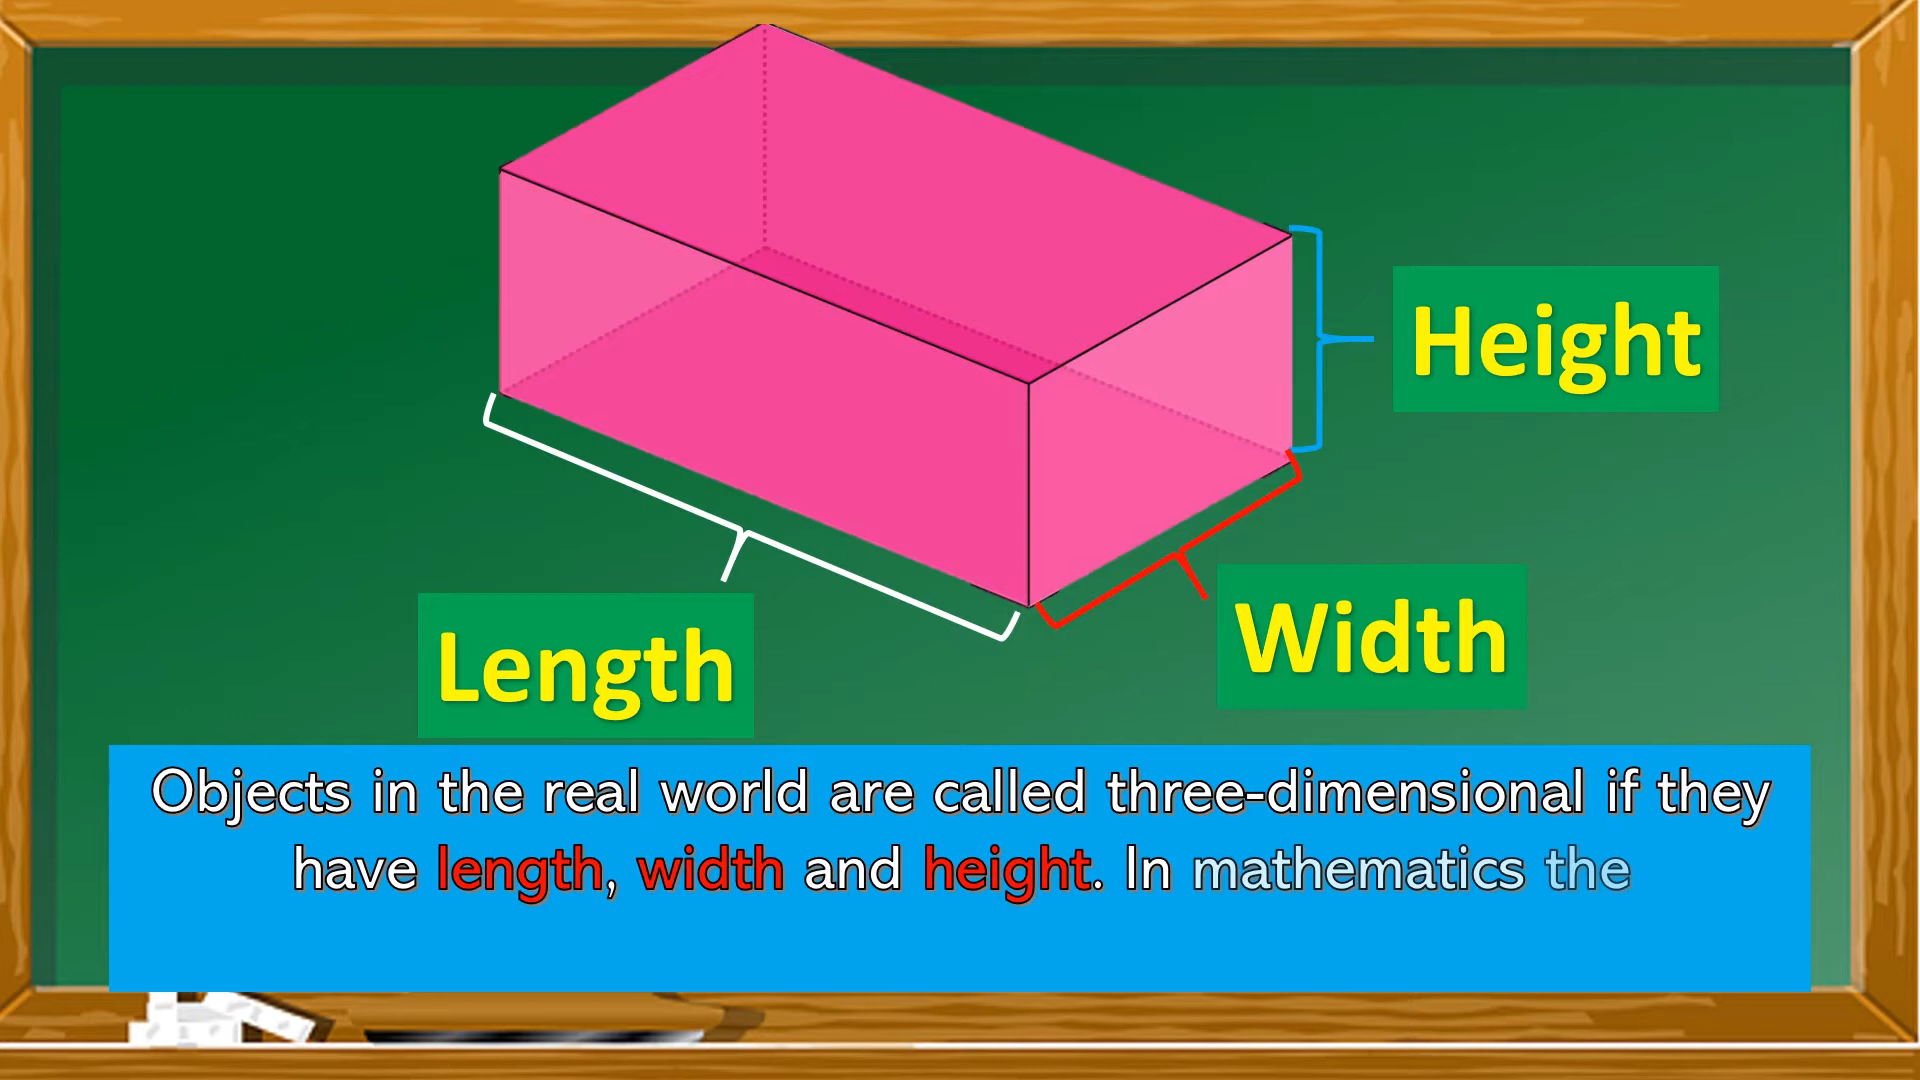 Height
Width
Length
Objects in the real world are called three-dimensional if they
have length, width and height. In mathematics the